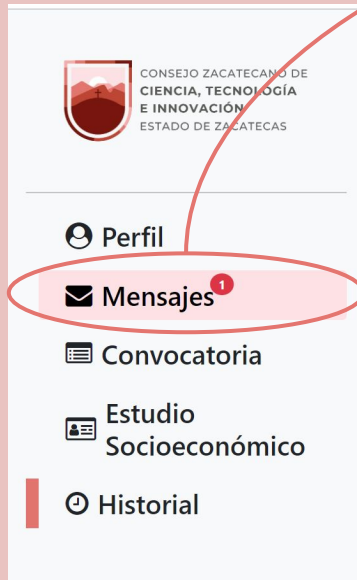 CONSEJO ZACATECANO DE
CIENCIA, TECNOLOGÍA
E INNOVACIÓN
ESTADO DE ZACATECAS
Perfil
Mensajes 1
Convocatoria
Estudio
Socioeconómico
Historial